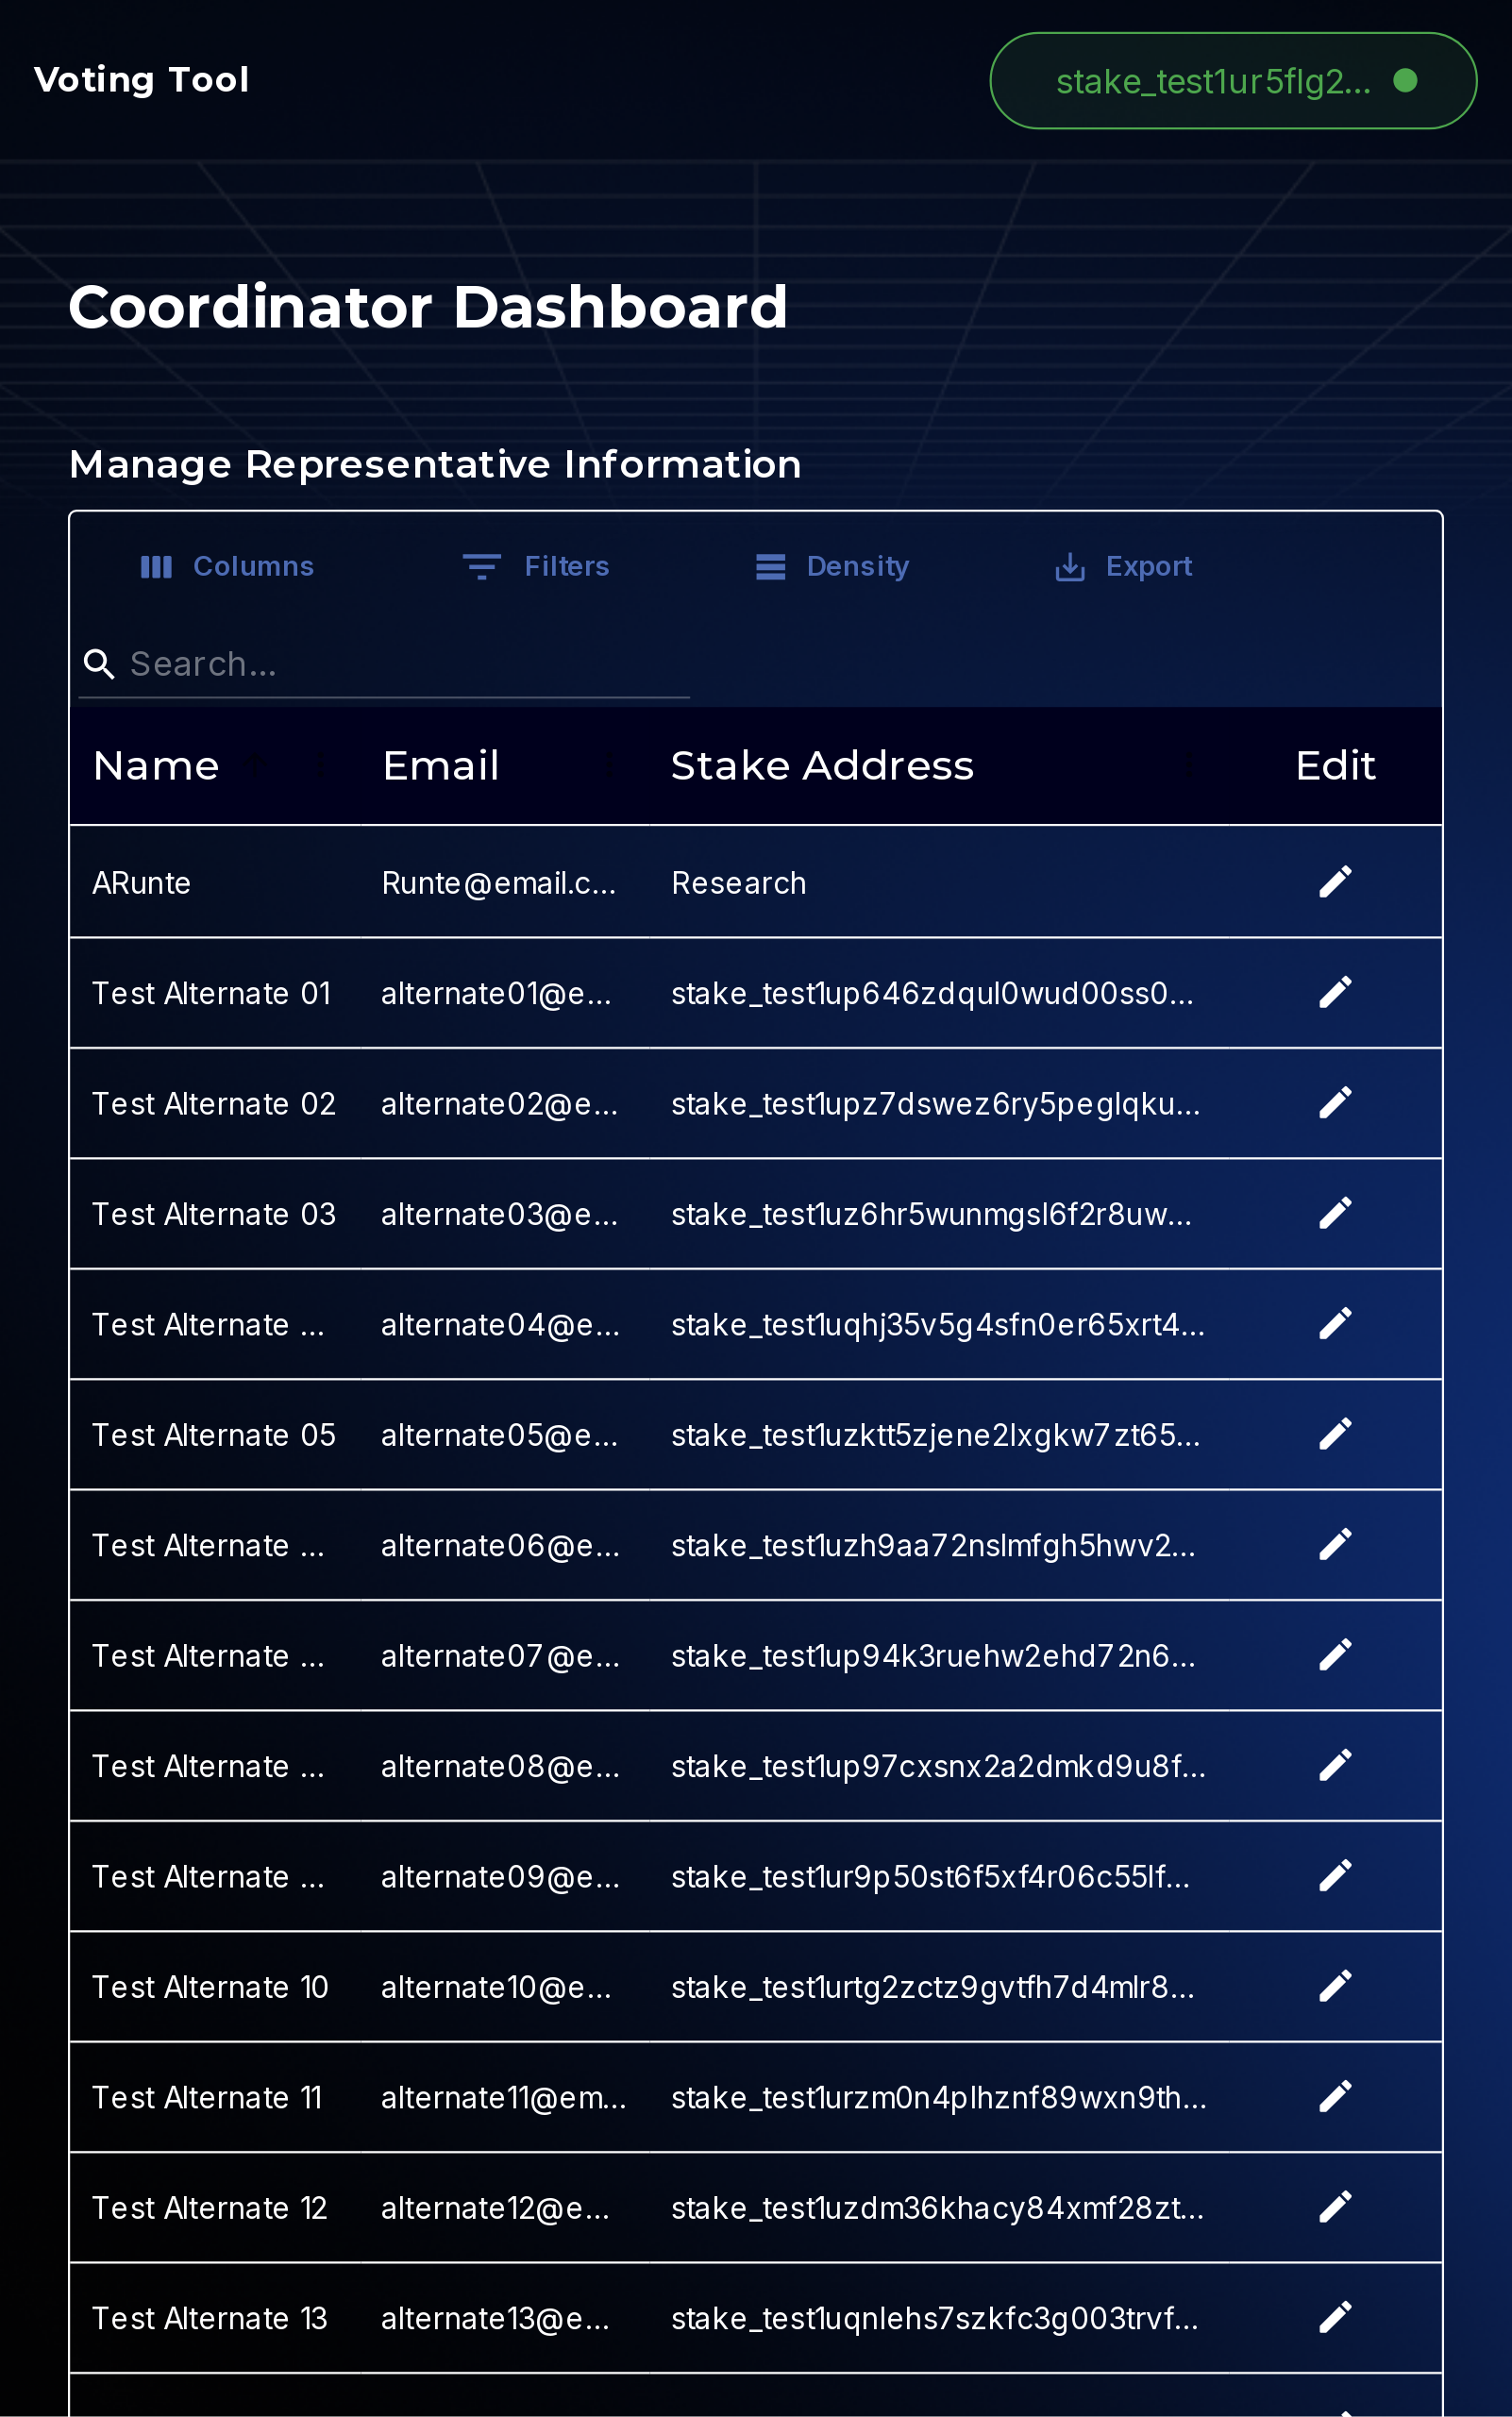 Voting Tool
stake_test1ur5flg2...
Coordinator Dashboard
Manage Representative Information
Columns Filters Density Export
Search…
Name Email Stake Address Edit
ARunte Runte@email.c... Research
Test Alternate 01 alternate01@e... stake_test1up646zdqul0wud00ss0...
Test Alternate 02 alternate02@e... stake_test1upz7dswez6ry5peglqku...
Test Alternate 03 alternate03@e... stake_test1uz6hr5wunmgsl6f2r8uw...
Test Alternate ... alternate04@e... stake_test1uqhj35v5g4sfn0er65xrt4...
Test Alternate 05 alternate05@e... stake_test1uzktt5zjene2lxgkw7zt65...
Test Alternate ... alternate06@e... stake_test1uzh9aa72nslmfgh5hwv2...
Test Alternate ... alternate07@e... stake_test1up94k3ruehw2ehd72n6...
Test Alternate ... alternate08@e... stake_test1up97cxsnx2a2dmkd9u8f...
Test Alternate ... alternate09@e... stake_test1ur9p50st6f5xf4r06c55lf...
Test Alternate 10 alternate10@e... stake_test1urtg2zctz9gvtfh7d4mlr8...
Test Alternate 11 alternate11@em... stake_test1urzm0n4plhznf89wxn9th...
Test Alternate 12 alternate12@e... stake_test1uzdm36khacy84xmf28zt...
Test Alternate 13 alternate13@e... stake_test1uqnlehs7szkfc3g003trvf...